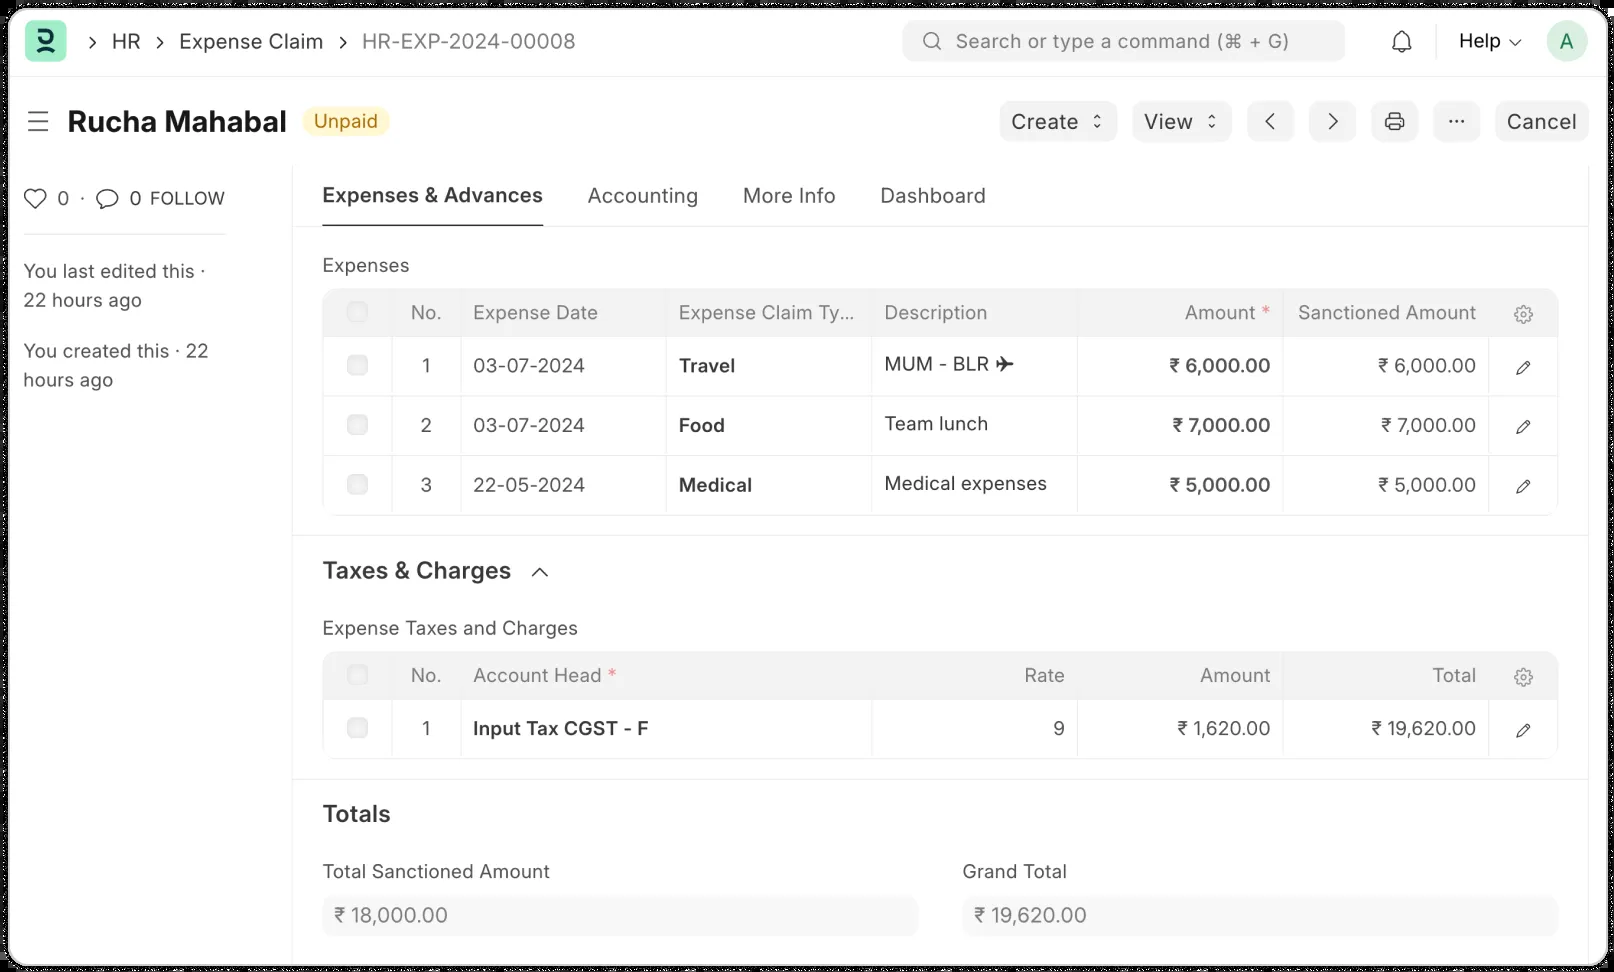 HR Expense Claim HR-EXP-2024-00008 Search or type a command (⌘ + G) Help A
Rucha Mahabal Unpaid Create View ... Cancel
0 · 0 FOLLOW
You last edited this ·
22 hours ago
You created this · 22
hours ago
Expenses & Advances Accounting More Info Dashboard
Expenses
No. Expense Date Expense Claim Ty... Description Amount * Sanctioned Amount
1 03-07-2024 Travel MUM - BLR ✈ ₹ 6,000.00 ₹ 6,000.00
2 03-07-2024 Food Team lunch ₹ 7,000.00 ₹ 7,000.00
3 22-05-2024 Medical Medical expenses ₹ 5,000.00 ₹ 5,000.00
Taxes & Charges
Expense Taxes and Charges
No. Account Head * Rate Amount Total
1 Input Tax CGST - F 9 ₹ 1,620.00 ₹ 19,620.00
Totals
Total Sanctioned Amount Grand Total
₹ 18,000.00 ₹ 19,620.00